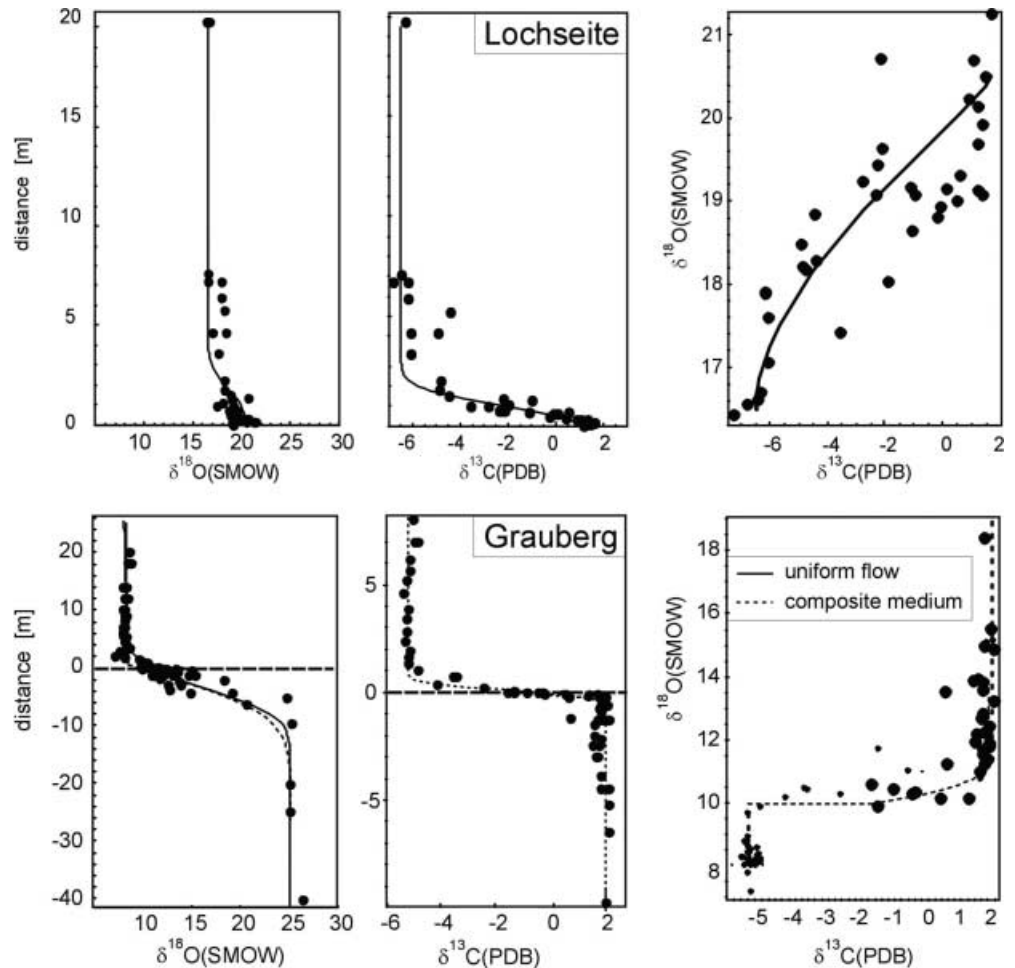 Lochseite
distance [m]
20
15
10
5
0
10 15 20 25 30
δ18O(SMOW)
-6 -4 -2 0 2
δ13C(PDB)
δ18O(SMOW)
21
20
19
18
17
-6 -4 -2 0 2
δ13C(PDB)
Grauberg
distance [m]
20
10
0
-10
-20
-30
-40
10 15 20 25 30
δ18O(SMOW)
5
0
-5
-6 -4 -2 0 2
δ13C(PDB)
uniform flow
composite medium
δ18O(SMOW)
18
16
14
12
10
8
-5 -4 -3 -2 -1 0 1 2
δ13C(PDB)